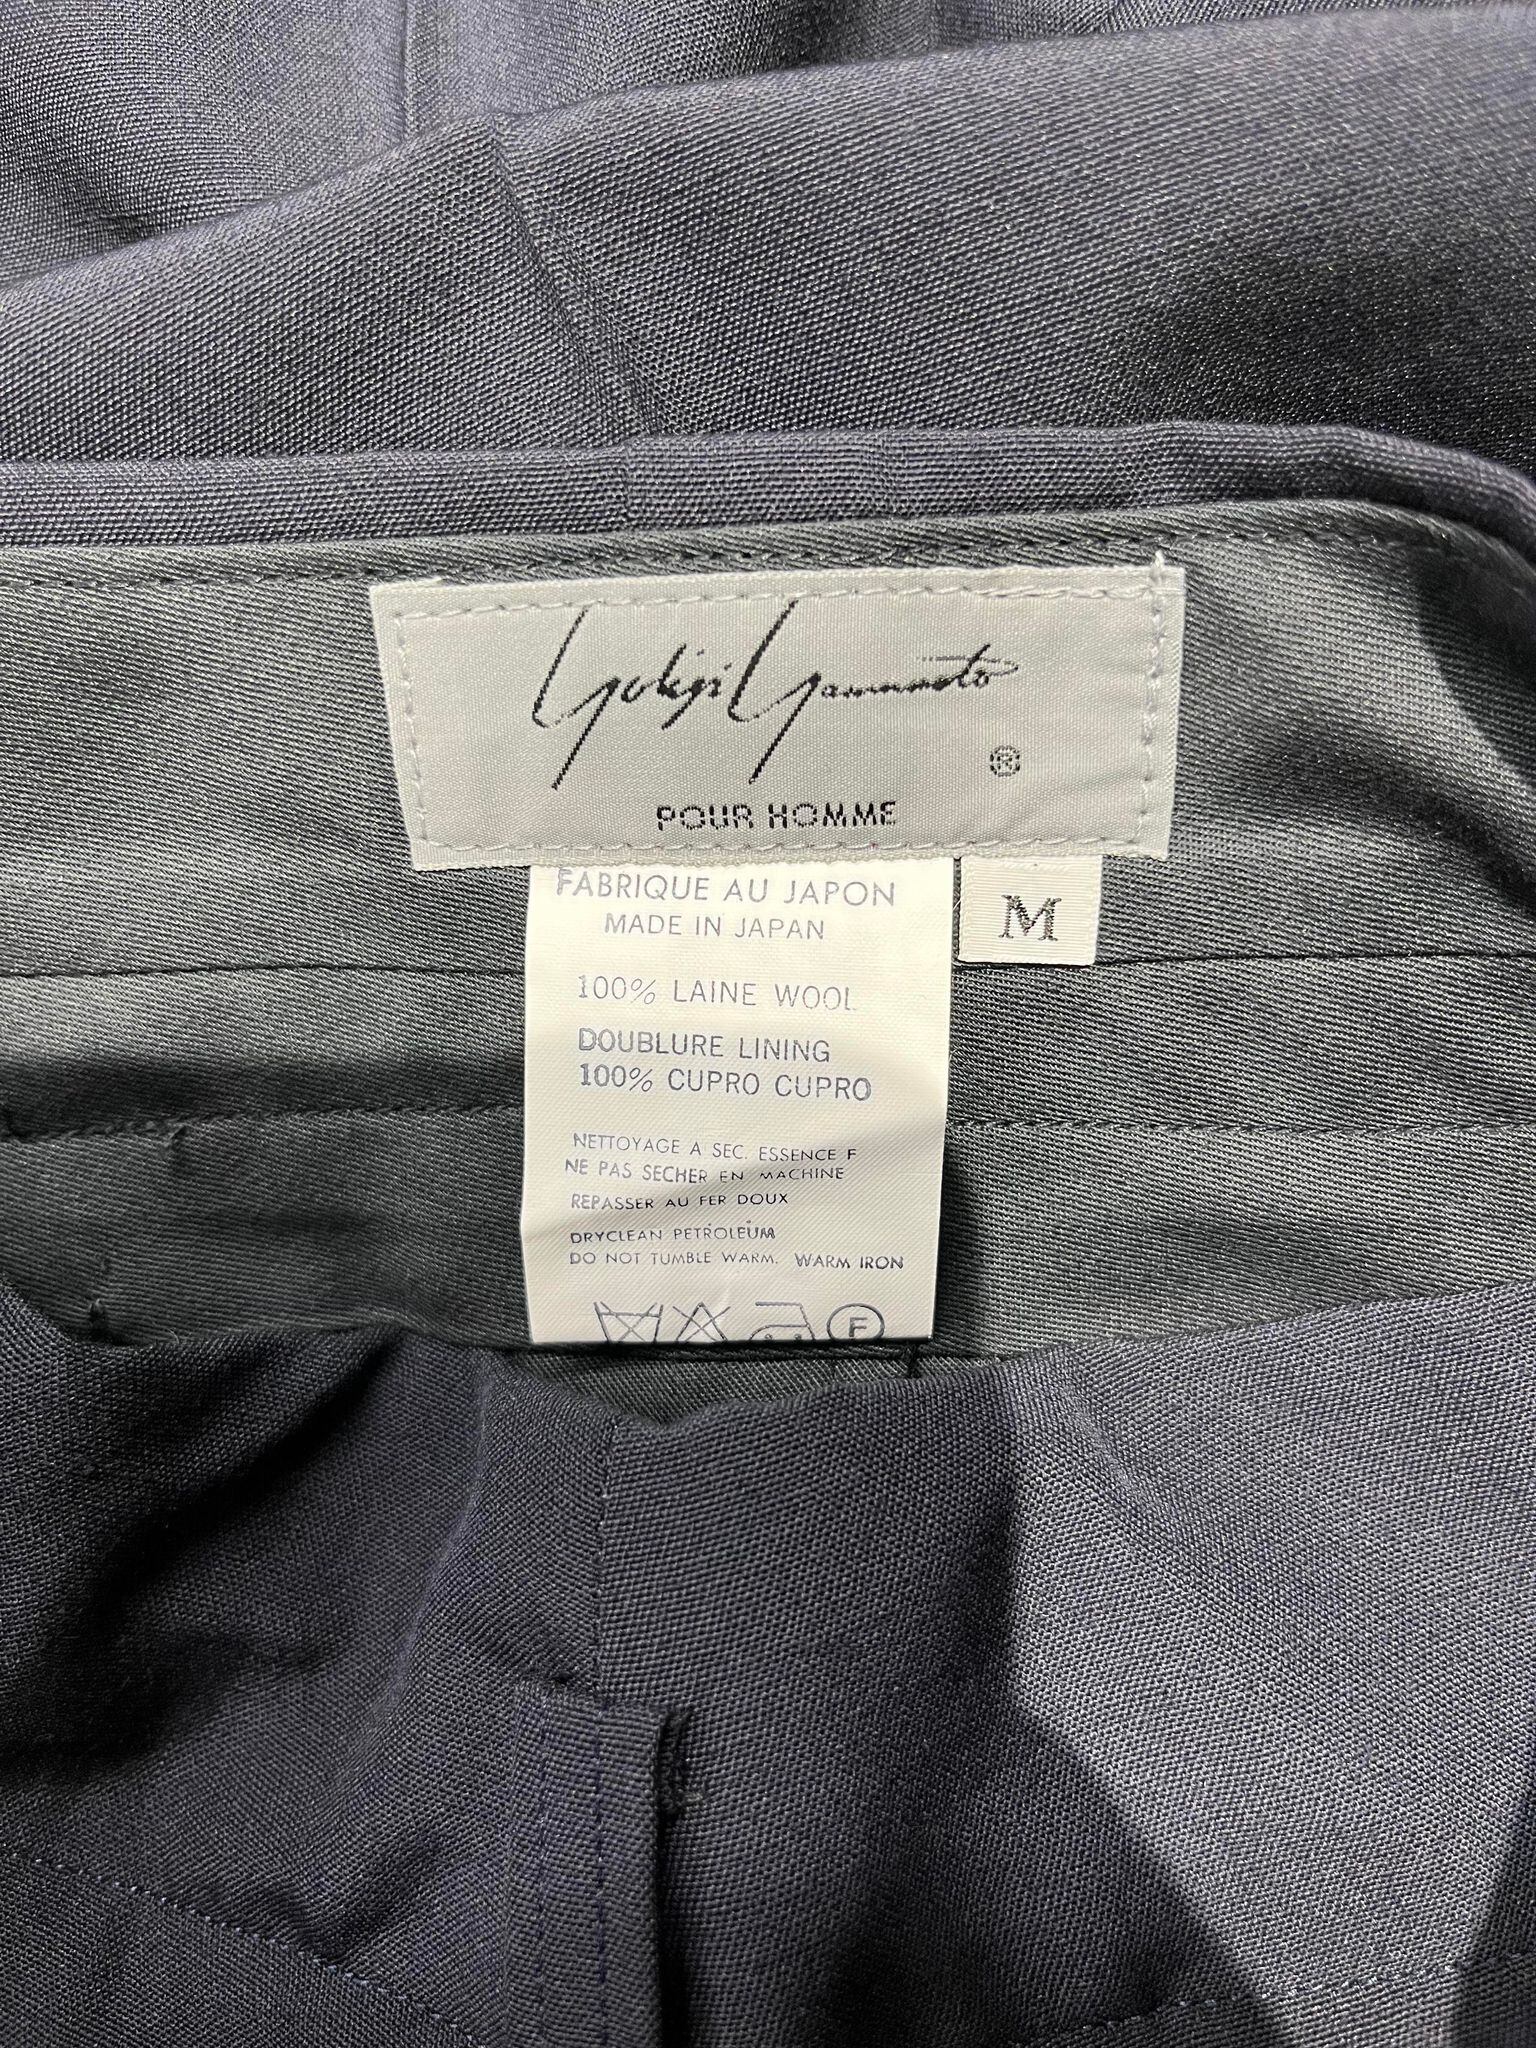 Yohji Yamamoto
®
POUR HOMME
M
FABRIQUE AU JAPON
MADE IN JAPAN
100% LAINE WOOL
DOUBLURE LINING
100% CUPRO CUPRO
NETTOYAGE A SEC. ESSENCE F
NE PAS SECHER EN MACHINE
REPASSER AU FER DOUX
DRYCLEAN PETROLEUM
DO NOT TUMBLE WARM. WARM IRON
F